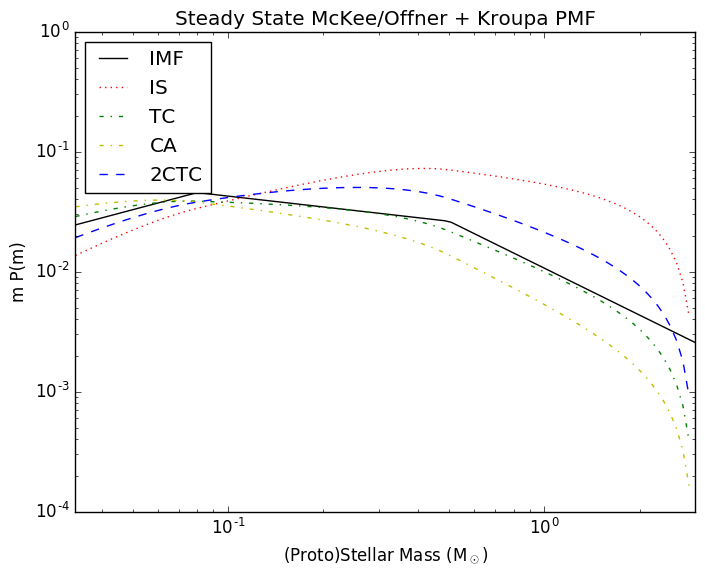 Steady State McKee/Offner + Kroupa PMF
10^0
10^-1
10^-2
10^-3
10^-4
m P(m)
IMF
IS
TC
CA
2CTC
10^-1
10^0
(Proto)Stellar Mass (M_⊙)